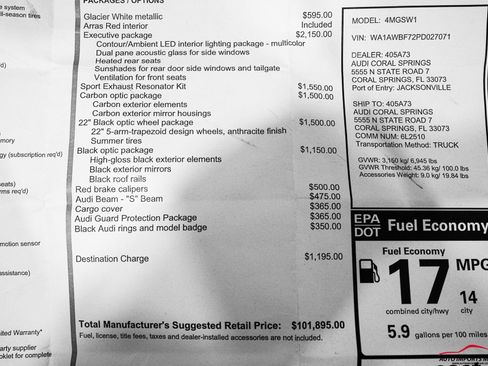 e system
ll-season tires
mory
gy (subscription req'd)
seats)
rms req'd)
motion sensor
assistance)
ited Warranty*
arty supplier
oklet for complete
PACKAGES / OPTIONS
Glacier White metallic $595.00
Arras Red interior Included
Executive package $2,150.00
Contour/Ambient LED interior lighting package - multicolor
Dual pane acoustic glass for side windows
Heated rear seats
Sunshades for rear door side windows and tailgate
Ventilation for front seats
Sport Exhaust Resonator Kit $1,550.00
Carbon optic package $1,500.00
Carbon exterior elements
Carbon exterior mirror housings
22" Black optic wheel package $1,500.00
22" 5-arm-trapezoid design wheels, anthracite finish
Summer tires
Black optic package $1,150.00
High-gloss black exterior elements
Black exterior mirrors
Black roof rails
Red brake calipers $500.00
Audi Beam - "S" Beam $475.00
Cargo cover $365.00
Audi Guard Protection Package $365.00
Black Audi rings and model badge $350.00
Destination Charge $1,195.00
Total Manufacturer's Suggested Retail Price: $101,895.00
Fuel, license, title fees, taxes and dealer-installed accessories are not included.
MODEL: 4MGSW1
VIN: WA1AWBF72PD027071
DEALER: 405A73
AUDI CORAL SPRINGS
5555 N STATE ROAD 7
CORAL SPRINGS, FL 33073
Port of Entry: JACKSONVILLE
SHIP TO: 405A73
AUDI CORAL SPRINGS
5555 N STATE ROAD 7
CORAL SPRINGS, FL 33073
COMM NUM: 6L2510
Transportation Method: TRUCK
GVWR: 3,150 kg/ 6,945 lbs
GVWR Threshold: 45.36 kg/ 100.0 lbs
Accessories Weight: 9.0 kg/ 19.84 lbs
EPA
DOT Fuel Economy
Fuel Economy
17 MPG
combined city/hwy
14
city
5.9 gallons per 100 miles